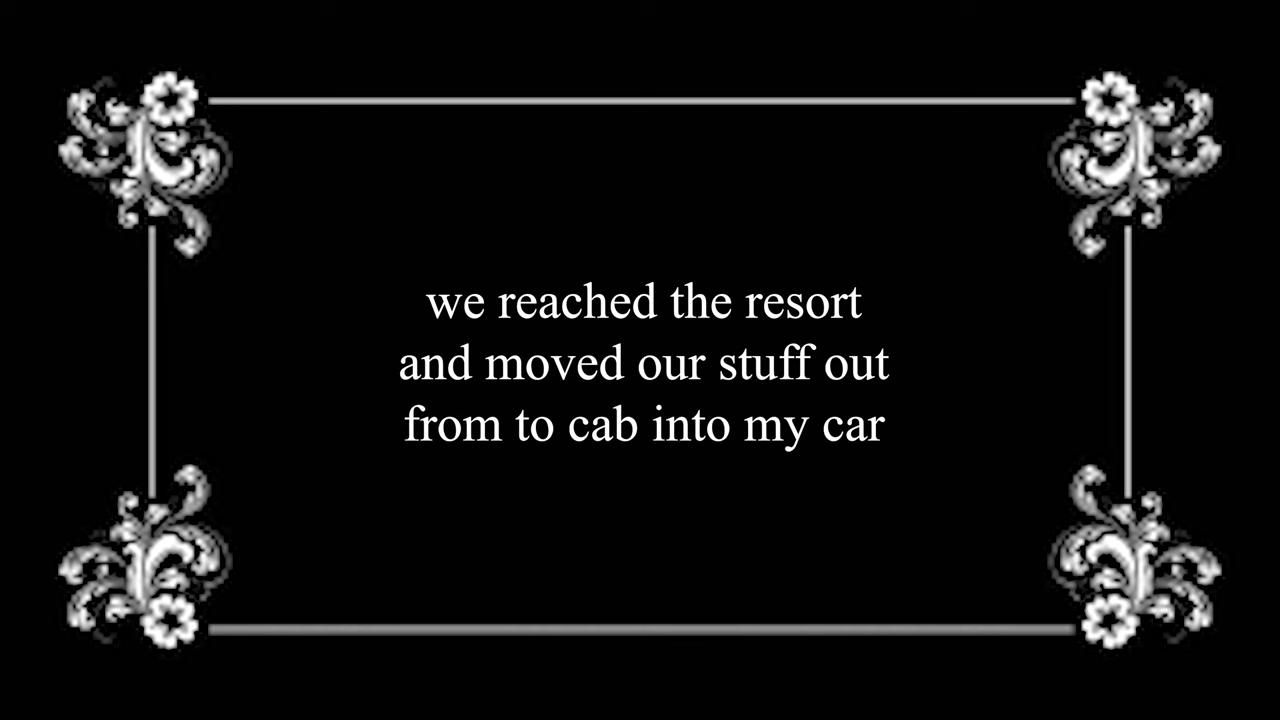 we reached the resort
and moved our stuff out
from to cab into my car